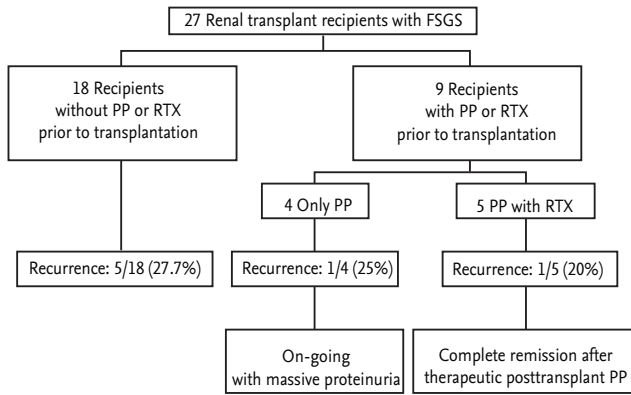 27 Renal transplant recipients with FSGS
18 Recipients
without PP or RTX
prior to transplantation
9 Recipients
with PP or RTX
prior to transplantation
4 Only PP
5 PP with RTX
Recurrence: 5/18 (27.7%)
Recurrence: 1/4 (25%)
Recurrence: 1/5 (20%)
On-going
with massive proteinuria
Complete remission after
therapeutic posttransplant PP